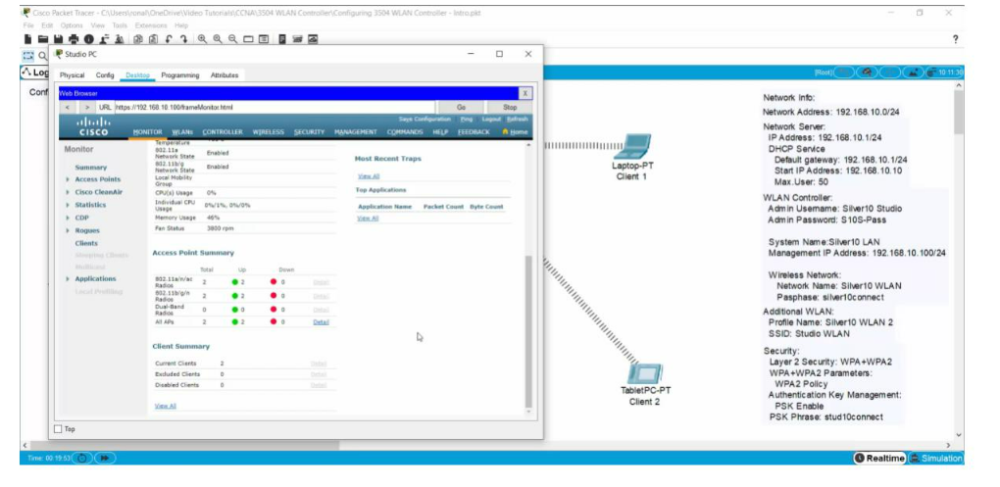 Cisco Packet Tracer - C:\Users\ronal\OneDrive\Video Tutorials\CCNA\3504 WLAN Controller\Configuring 3504 WLAN Controller - Intro.pkt
File Edit Options View Tools Extensions Help
Studio PC
Physical Config Desktop Programming Attributes
Web Browser X
< > URL https://192.168.10.100/frameMonitor.html Go Stop
Save Configuration Ping Logout Refresh
CISCO MONITOR WLANs CONTROLLER WIRELESS SECURITY MANAGEMENT COMMANDS HELP FEEDBACK Home
Monitor
Summary
Access Points
Cisco CleanAir
Statistics
CDP
Rogues
Clients
Sleeping Clients
Multicast
Applications
Local Profiling
Temperature
802.11a Network State Enabled
802.11b/g Network State Enabled
Local Mobility Group
CPU(s) Usage 0%
Individual CPU Usage 0%/1%, 0%/0%
Memory Usage 46%
Fan Status 3800 rpm
Access Point Summary
Total Up Down
802.11a/n/ac Radios 2 2 0 Detail
802.11b/g/n Radios 2 2 0 Detail
Dual-Band Radios 0 0 0 Detail
All APs 2 2 0 Detail
Client Summary
Current Clients 2 Detail
Excluded Clients 0 Detail
Disabled Clients 0 Detail
View All
Most Recent Traps
View All
Top Applications
Application Name Packet Count Byte Count
View All
Top
Log
Conf
[Root]
10:11:30
Laptop-PT
Client 1
TabletPC-PT
Client 2
Network Info:
Network Address: 192.168.10.0/24
Network Server:
IP Address: 192.168.10.1/24
DHCP Service
Default gateway: 192.168.10.1/24
Start IP Address: 192.168.10.10
Max.User: 50
WLAN Controller:
Admin Username: Silver10 Studio
Admin Password: S10S-Pass
System Name:Silver10 LAN
Management IP Address: 192.168.10.100/24
Wireless Network:
Network Name: Silver10 WLAN
Pasphase: silver10connect
Additional WLAN:
Profile Name: Silver10 WLAN 2
SSID: Studio WLAN
Security:
Layer 2 Security: WPA+WPA2
WPA+WPA2 Parameters:
WPA2 Policy
Authentication Key Management:
PSK Enable
PSK Phrase: stud10connect
Time: 00:19:53
Realtime Simulation